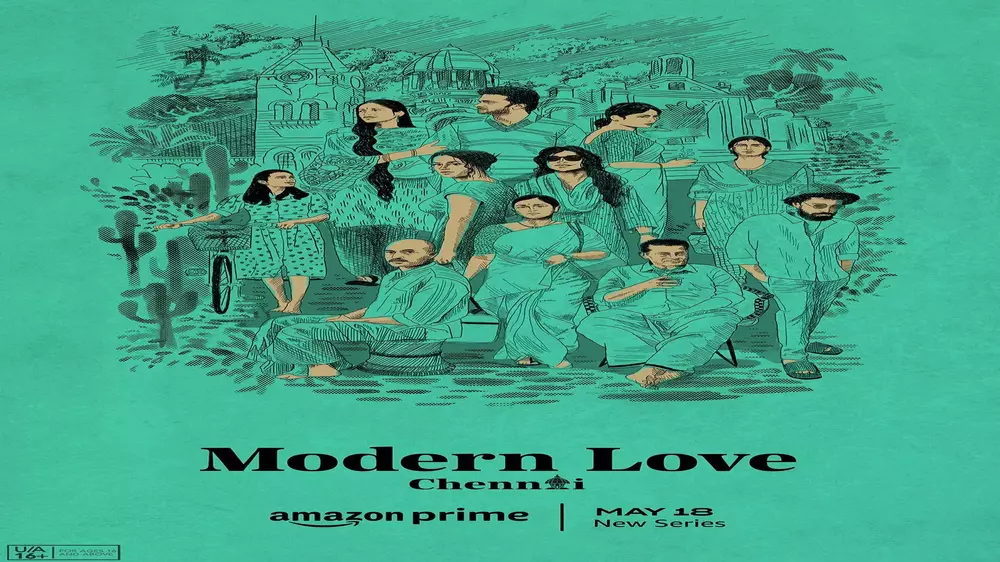 Modern Love
Chennai
amazon prime
MAY 18
New Series
U/A
16+
FOR AGES 16
AND ABOVE